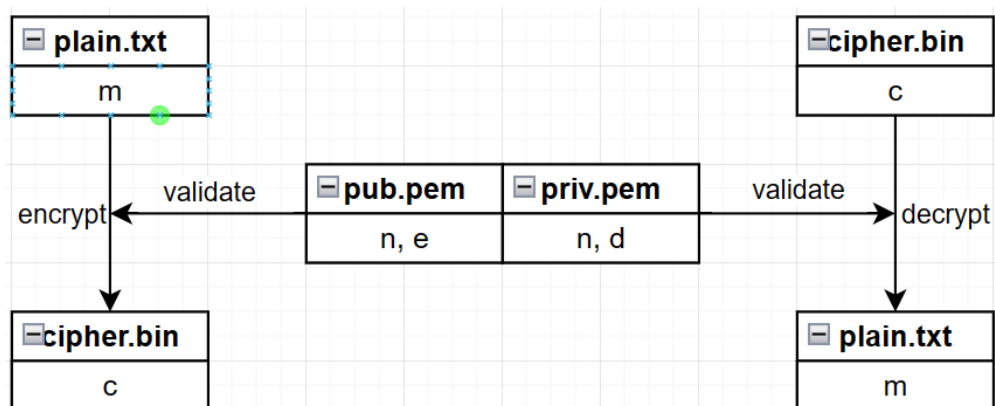 plain.txt
m
cipher.bin
c
pub.pem
n, e
priv.pem
n, d
validate
encrypt
validate
decrypt
cipher.bin
c
plain.txt
m